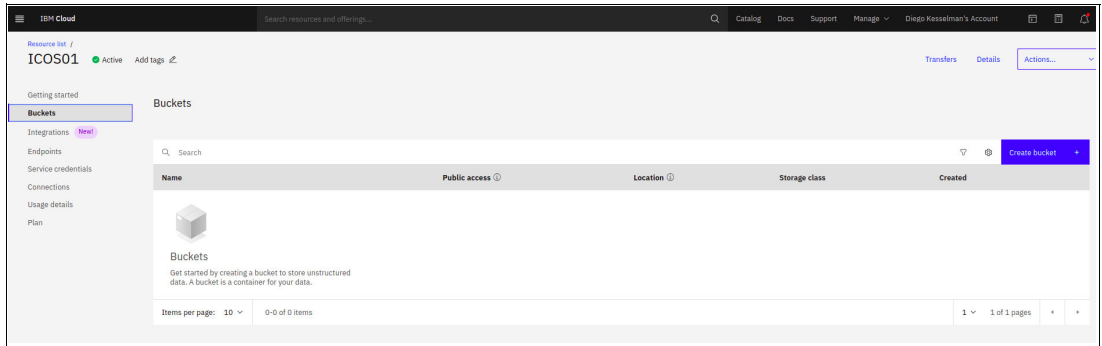 IBM Cloud
Search resources and offerings...
Catalog Docs Support Manage Diego Kesselman's Account
Resource list /
ICOS01 Active Add tags
Transfers Details Actions...
Getting started
Buckets
Integrations New!
Endpoints
Service credentials
Connections
Usage details
Plan
Buckets
Search
Create bucket +
Name Public access Location Storage class Created
Buckets
Get started by creating a bucket to store unstructured
data. A bucket is a container for your data.
Items per page: 10 0-0 of 0 items
1 1 of 1 pages